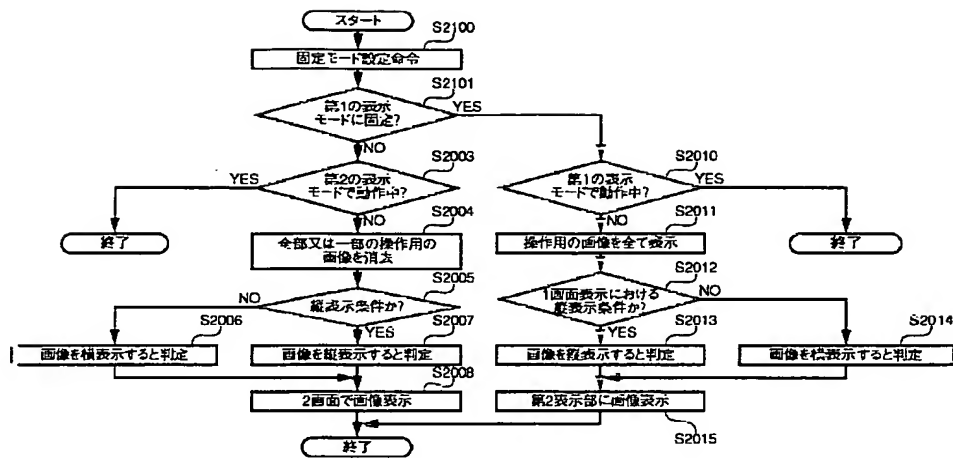 スタート
S2100
固定モード設定命令
S2101
第1の表示
モードに固定?
YES
NO
S2003
第2の表示
モードで動作中?
YES
NO
S2010
第1の表示
モードで動作中?
YES
NO
終了
S2004
全部又は一部の操作用の
画像を消去
S2011
操作用の画像を全て表示
終了
S2005
縦表示条件か?
NO
YES
S2012
1画面表示における
縦表示条件か?
NO
YES
S2006
画像を横表示すると判定
S2007
画像を縦表示すると判定
S2013
画像を縦表示すると判定
S2014
画像を横表示すると判定
S2008
2画面で画像表示
第2表示部に画像表示
S2015
終了